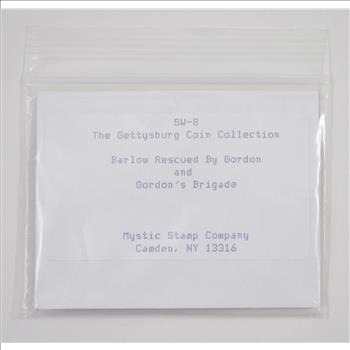 SW-8
The Gettysburg Coin Collection
Barlow Rescued By Gordon
and
Gordon's Brigade
Mystic Stamp Company
Camden, NY 13316